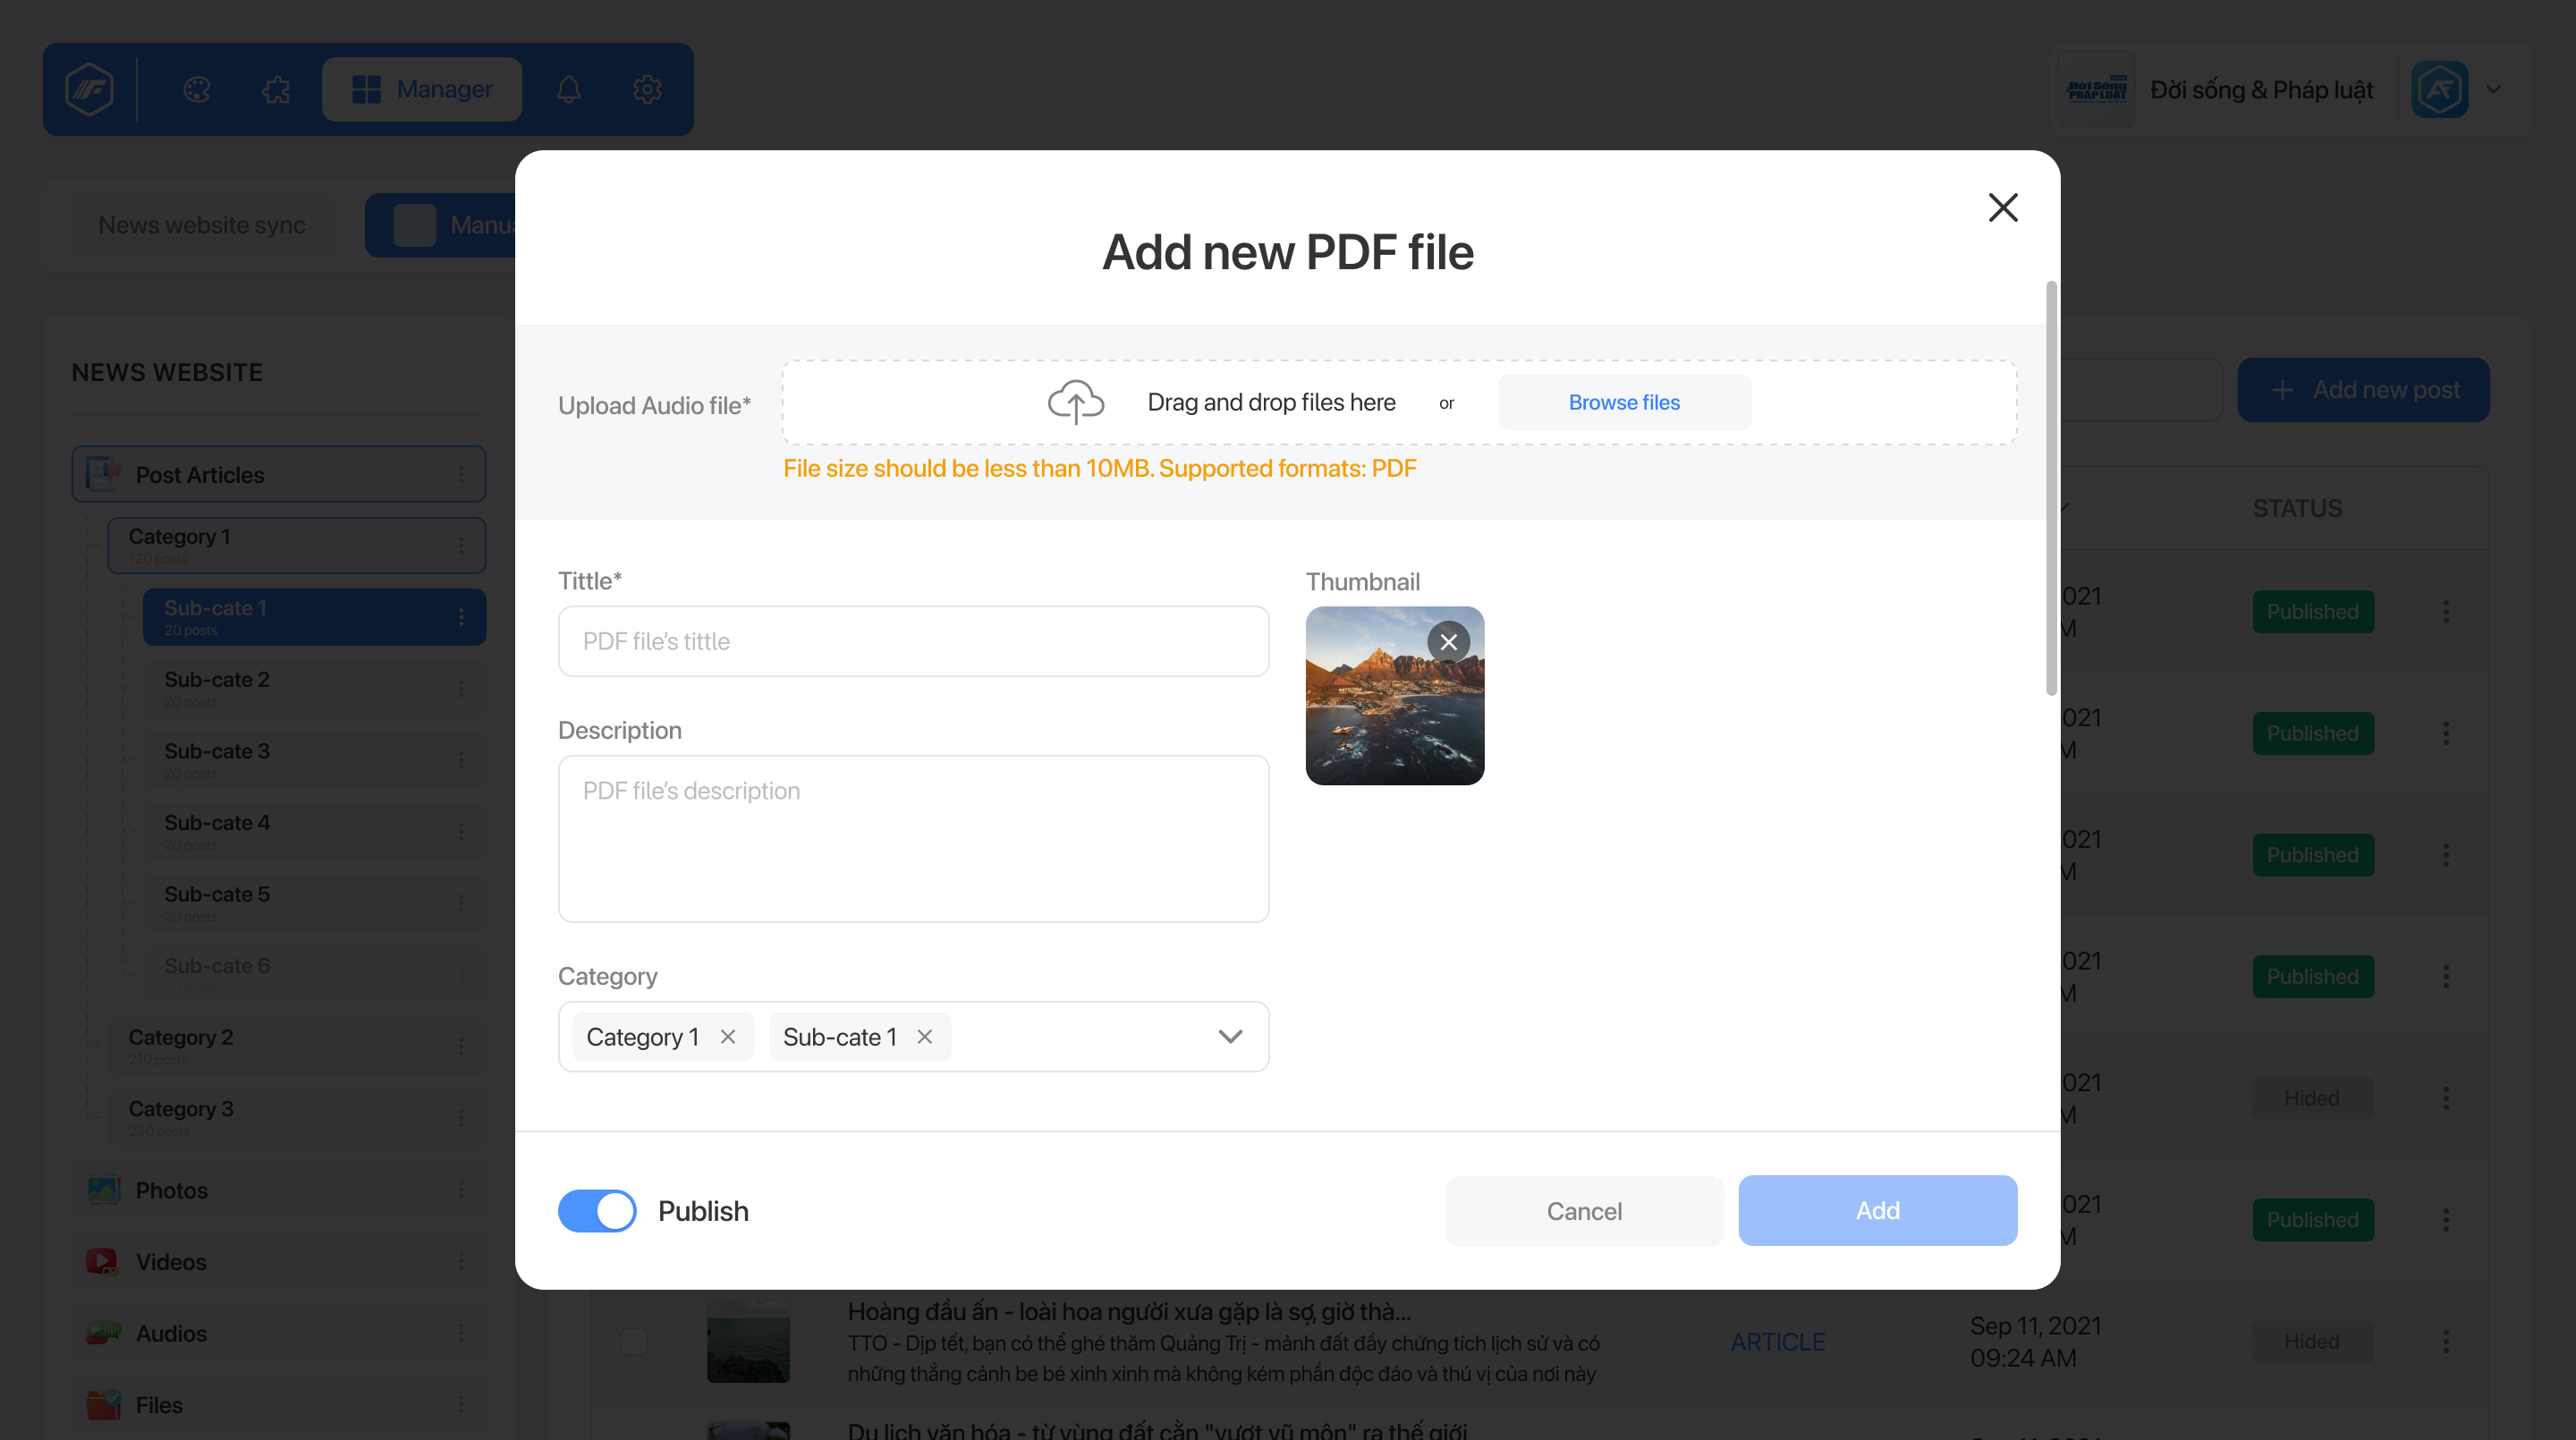 Manager
Đời sống & Pháp luật
News website sync
Manua
Add new PDF file
Upload Audio file*
Drag and drop files here
or
Browse files
File size should be less than 10MB. Supported formats: PDF
Tittle*
PDF file’s tittle
Thumbnail
Description
PDF file’s description
Category
Category 1
Sub-cate 1
Publish
Cancel
Add
NEWS WEBSITE
Post Articles
Category 1
120 posts
Sub-cate 1
20 posts
Sub-cate 2
20 posts
Sub-cate 3
20 posts
Sub-cate 4
20 posts
Sub-cate 5
20 posts
Sub-cate 6
20 posts
Category 2
210 posts
Category 3
230 posts
Photos
Videos
Audios
Files
Add new post
STATUS
021
M
Published
021
M
Published
021
M
Published
021
M
Published
021
M
Hided
021
M
Published
Hoàng đầu ấn - loài hoa người xưa gặp là sợ, giờ thà...
TTO - Dịp tết, bạn có thể ghé thăm Quảng Trị - mảnh đất đầy chứng tích lịch sử và có
những thắng cảnh be bé xinh xinh mà không kém phần độc đáo và thú vị của nơi này
ARTICLE
Sep 11, 2021
09:24 AM
Hided
Du lịch văn hóa - từ vùng đất cằn "vượt vũ môn" ra thế giới